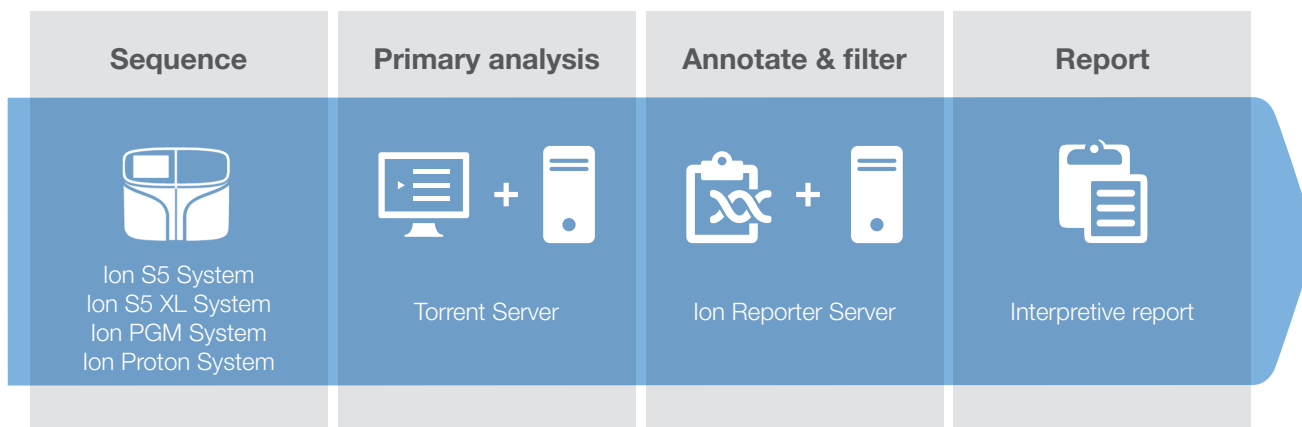 Sequence
Ion S5 System
Ion S5 XL System
Ion PGM System
Ion Proton System
Primary analysis
+
Torrent Server
Annotate & filter
+
Ion Reporter Server
Report
Interpretive report